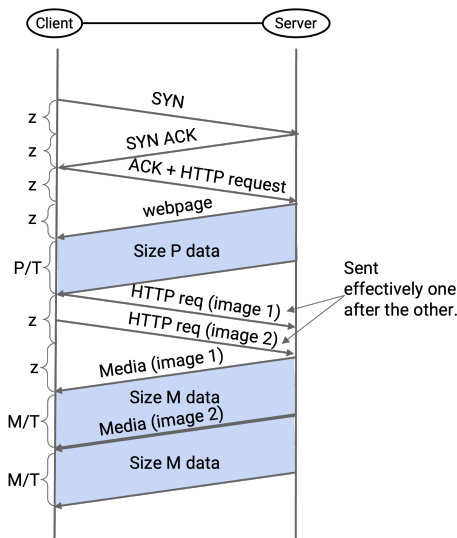 Client
Server
SYN
z
SYN ACK
z
ACK + HTTP request
z
webpage
z
Size P data
P/T
Sent
effectively one
after the other.
HTTP req (image 1)
HTTP req (image 2)
z
Media (image 1)
z
Size M data
M/T
Media (image 2)
Size M data
M/T